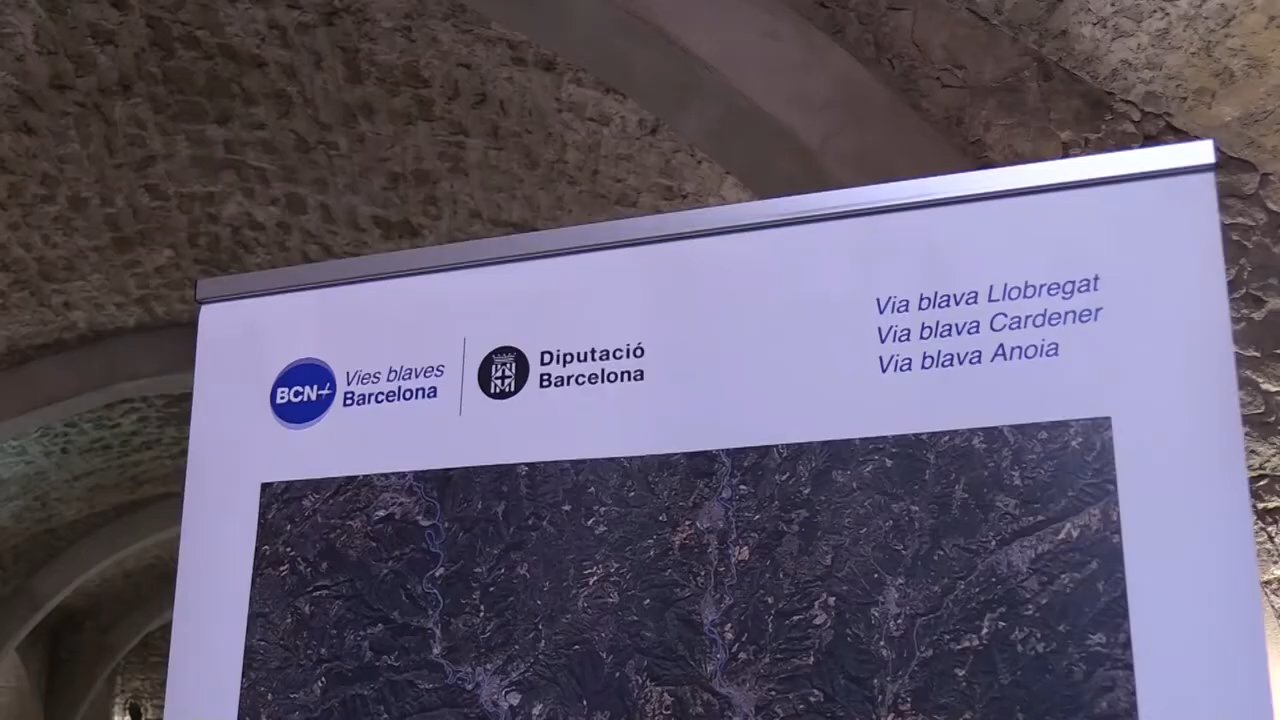 BCN+
Vies blaves
Barcelona
Diputació
Barcelona
Via blava Llobregat
Via blava Cardener
Via blava Anoia